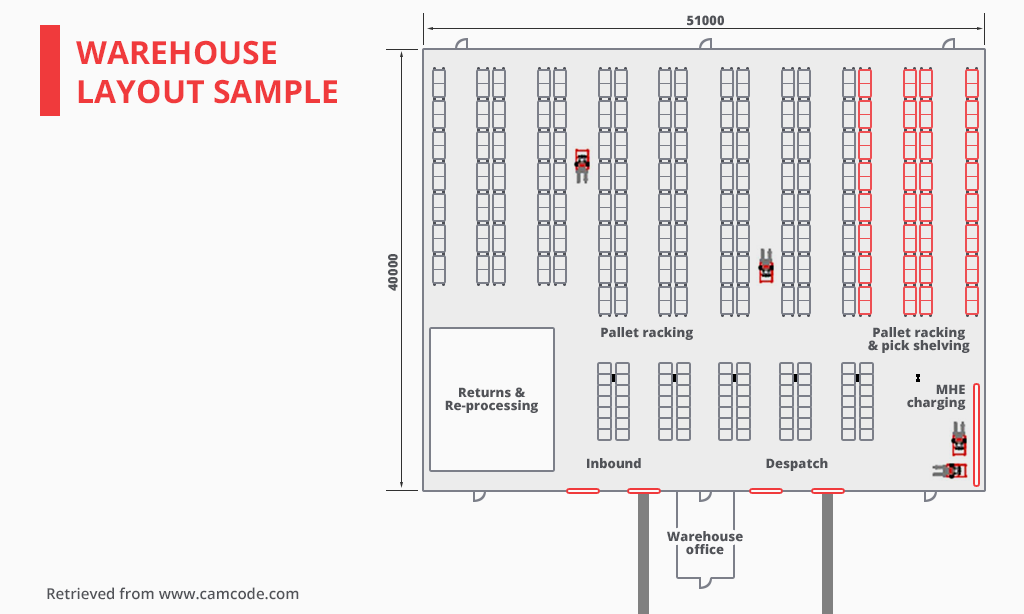 WAREHOUSE
LAYOUT SAMPLE
51000
40000
Pallet racking
Pallet racking
& pick shelving
Returns &
Re-processing
MHE
charging
Inbound
Despatch
Warehouse
office
Retrieved from www.camcode.com